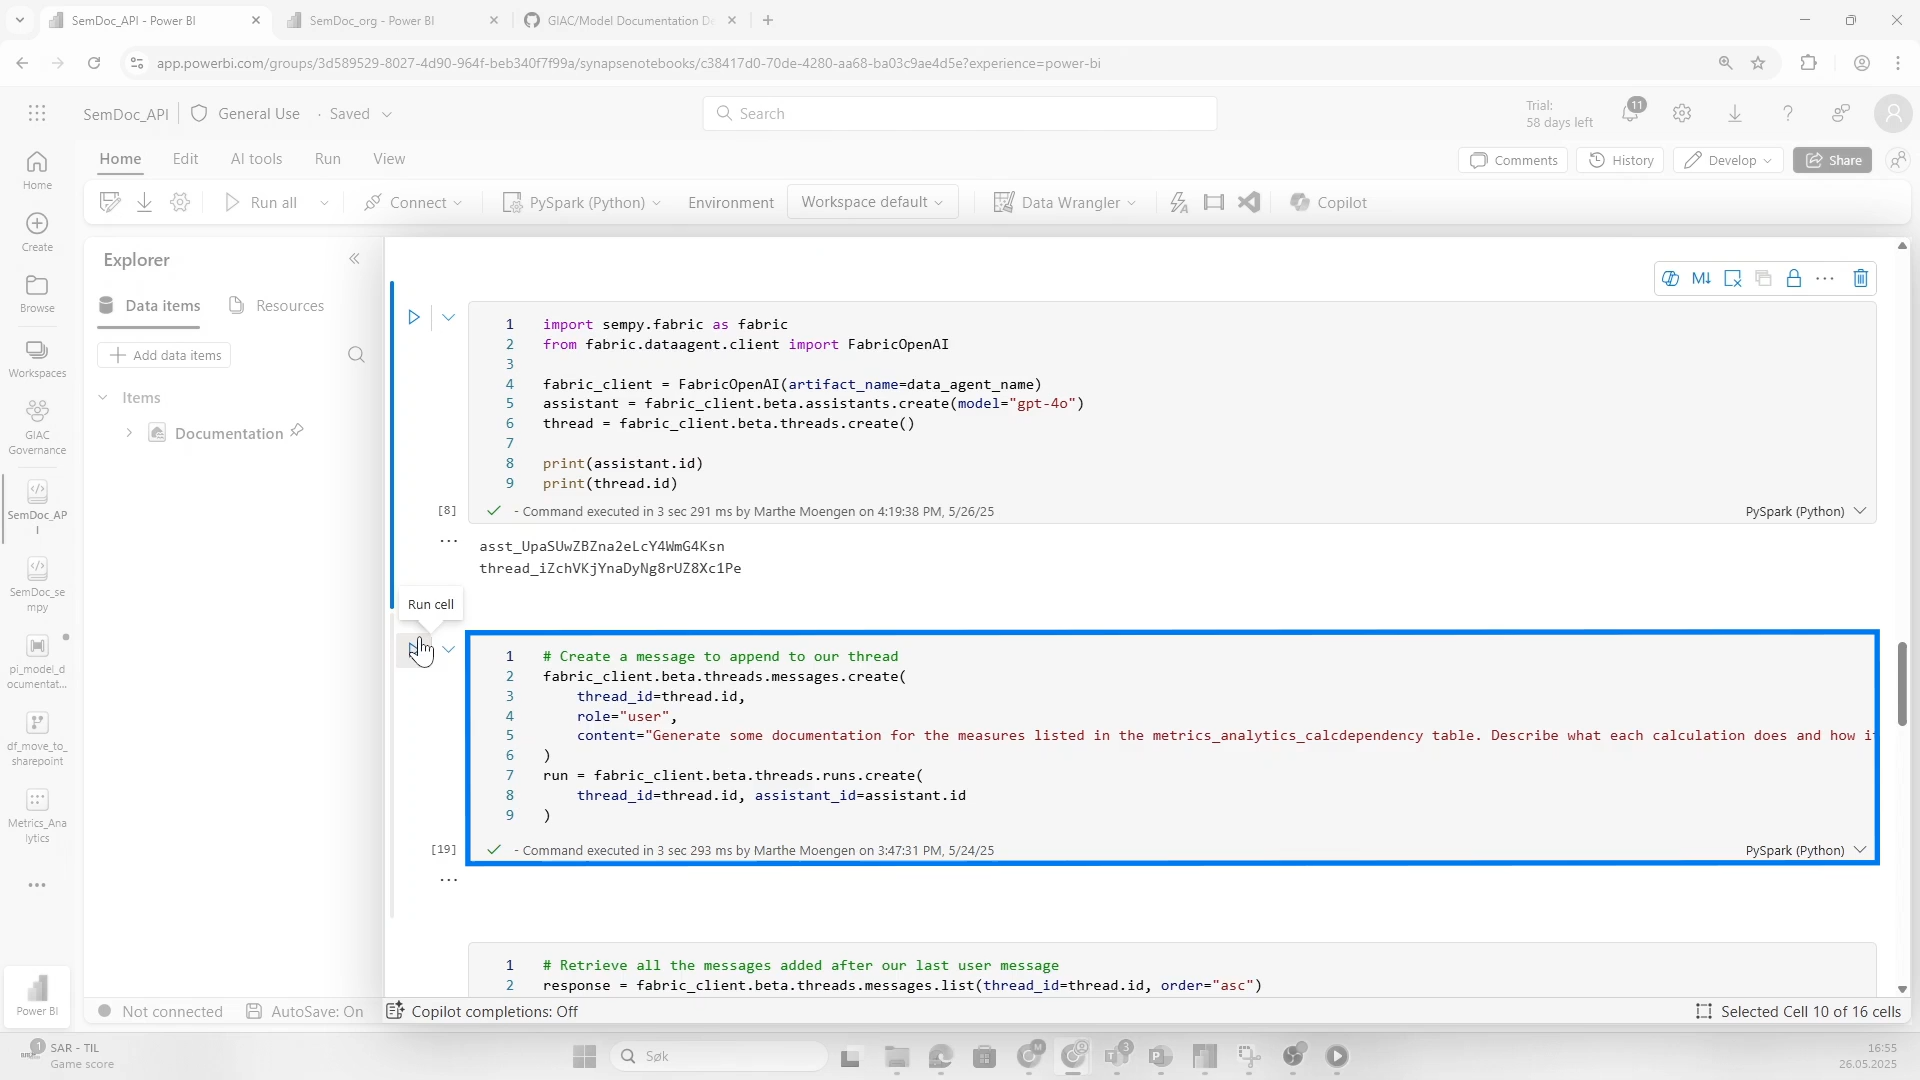 SemDoc_API - Power BI
SemDoc_org - Power BI
GIAC/Model Documentation De
app.powerbi.com/groups/3d589529-8027-4d90-964f-beb340f7f99a/synapsenotebooks/c38417d0-70de-4280-aa68-ba03c9ae4d5e?experience=power-bi
SemDoc_API
General Use
· Saved
Search
Trial:
58 days left
11
Home
Edit
AI tools
Run
View
Comments
History
Develop
Share
Run all
Connect
PySpark (Python)
Environment
Workspace default
Data Wrangler
Copilot
Home
Create
Browse
Workspaces
GIAC
Governance
SemDoc_AP
I
SemDoc_se
mpy
pi_model_d
ocumentat...
df_move_to_
sharepoint
Metrics_Ana
lytics
Power BI
Explorer
Data items
Resources
Add data items
Items
Documentation
M↓
1 import sempy.fabric as fabric
2 from fabric.dataagent.client import FabricOpenAI
3
4 fabric_client = FabricOpenAI(artifact_name=data_agent_name)
5 assistant = fabric_client.beta.assistants.create(model="gpt-4o")
6 thread = fabric_client.beta.threads.create()
7
8 print(assistant.id)
9 print(thread.id)
[8]
- Command executed in 3 sec 291 ms by Marthe Moengen on 4:19:38 PM, 5/26/25
PySpark (Python)
asst_UpaSUwZBZna2eLcY4WmG4Ksn
thread_iZchVKjYnaDyNg8rUZ8Xc1Pe
Run cell
1 # Create a message to append to our thread
2 fabric_client.beta.threads.messages.create(
3 thread_id=thread.id,
4 role="user",
5 content="Generate some documentation for the measures listed in the metrics_analytics_calcdependency table. Describe what each calculation does and how i
6 )
7 run = fabric_client.beta.threads.runs.create(
8 thread_id=thread.id, assistant_id=assistant.id
9 )
[19]
- Command executed in 3 sec 293 ms by Marthe Moengen on 3:47:31 PM, 5/24/25
PySpark (Python)
1 # Retrieve all the messages added after our last user message
2 response = fabric_client.beta.threads.messages.list(thread_id=thread.id, order="asc")
Not connected
AutoSave: On
Copilot completions: Off
Selected Cell 10 of 16 cells
1
SAR - TIL
Game score
Søk
M
3
16:55
26.05.2025